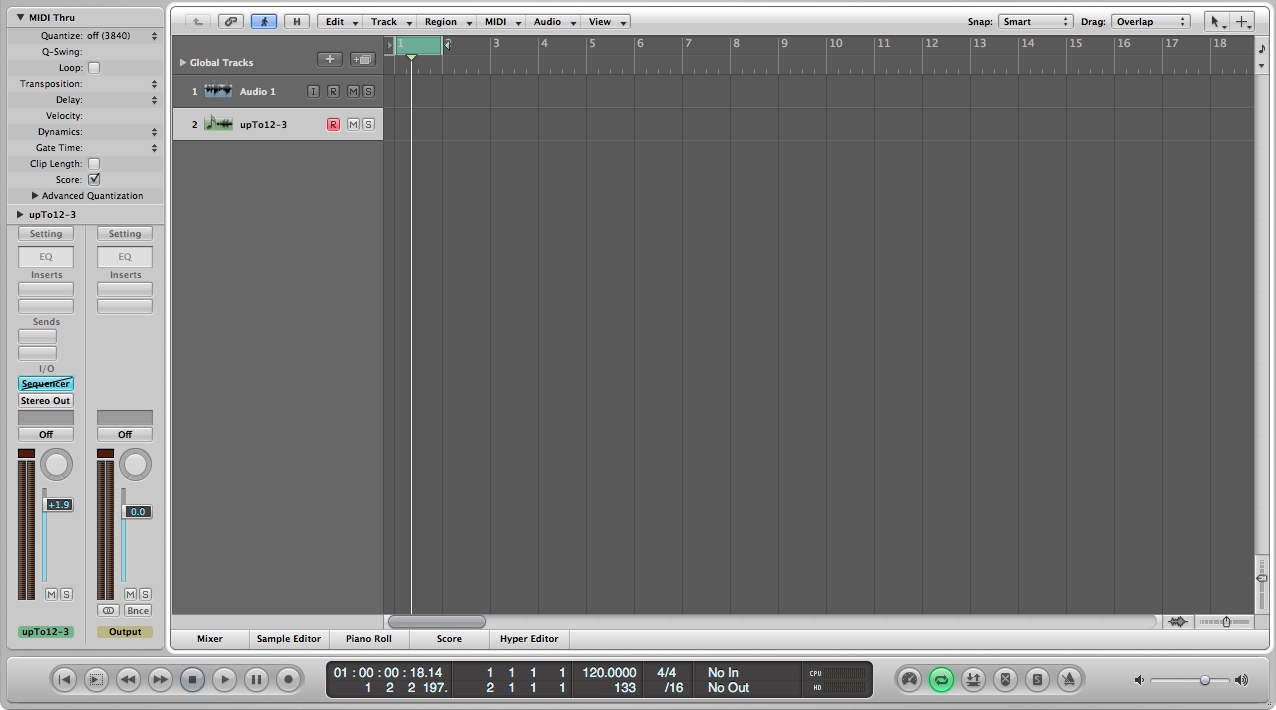 MIDI Thru
Quantize: off (3840)
Q-Swing:
Loop:
Transposition:
Delay:
Velocity:
Dynamics:
Gate Time:
Clip Length:
Score:
Advanced Quantization
upTo12-3
Setting Setting
EQ EQ
Inserts Inserts
Sends
I/O
Sequencer
Stereo Out
Off Off
+1.9 0.0
M S M S
Bnce
upTo12-3 Output
H Edit Track Region MIDI Audio View Snap: Smart Drag: Overlap
1 2 3 4 5 6 7 8 9 10 11 12 13 14 15 16 17 18
Global Tracks
1 Audio 1 I R M S
2 upTo12-3 R M S
Mixer Sample Editor Piano Roll Score Hyper Editor
01 : 00 : 00 : 18.14 1 1 1 1 120.0000 4/4 No In CPU
1 2 2 197. 2 1 1 1 133 /16 No Out HD
S